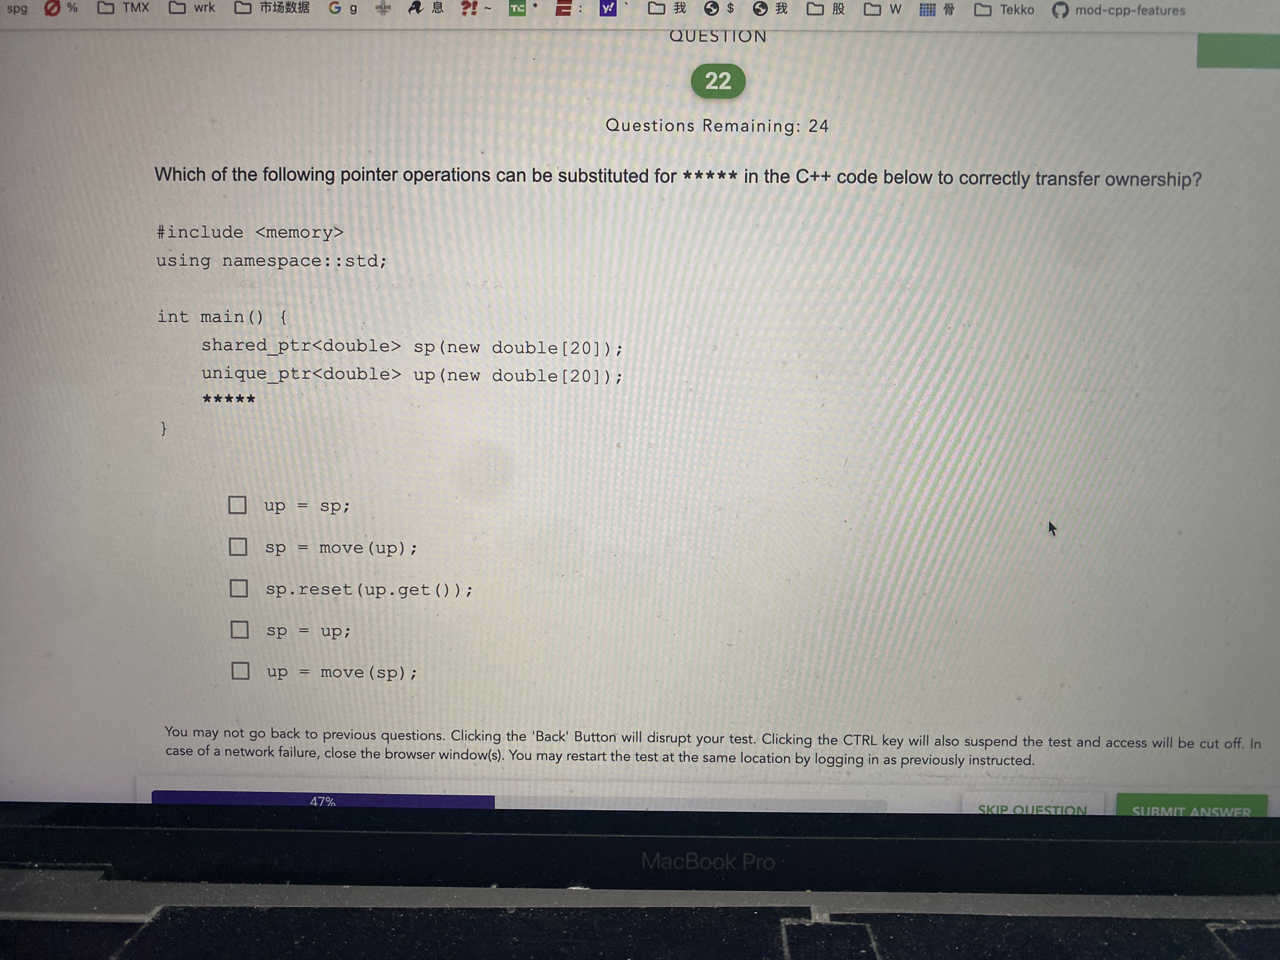 spg % TMX wrk 市场数据 g 息 ?! ~ TC : y! 我 $ 我 股 W 骨 Tekko mod-cpp-features
QUESTION
22
Questions Remaining: 24
Which of the following pointer operations can be substituted for ***** in the C++ code below to correctly transfer ownership?
#include <memory>
using namespace::std;
int main() {
shared_ptr<double> sp(new double[20]);
unique_ptr<double> up(new double[20]);
*****
}
up = sp;
sp = move(up);
sp.reset(up.get());
sp = up;
up = move(sp);
You may not go back to previous questions. Clicking the 'Back' Button will disrupt your test. Clicking the CTRL key will also suspend the test and access will be cut off. In
case of a network failure, close the browser window(s). You may restart the test at the same location by logging in as previously instructed.
47%
SKIP QUESTION
SUBMIT ANSWER
MacBook Pro